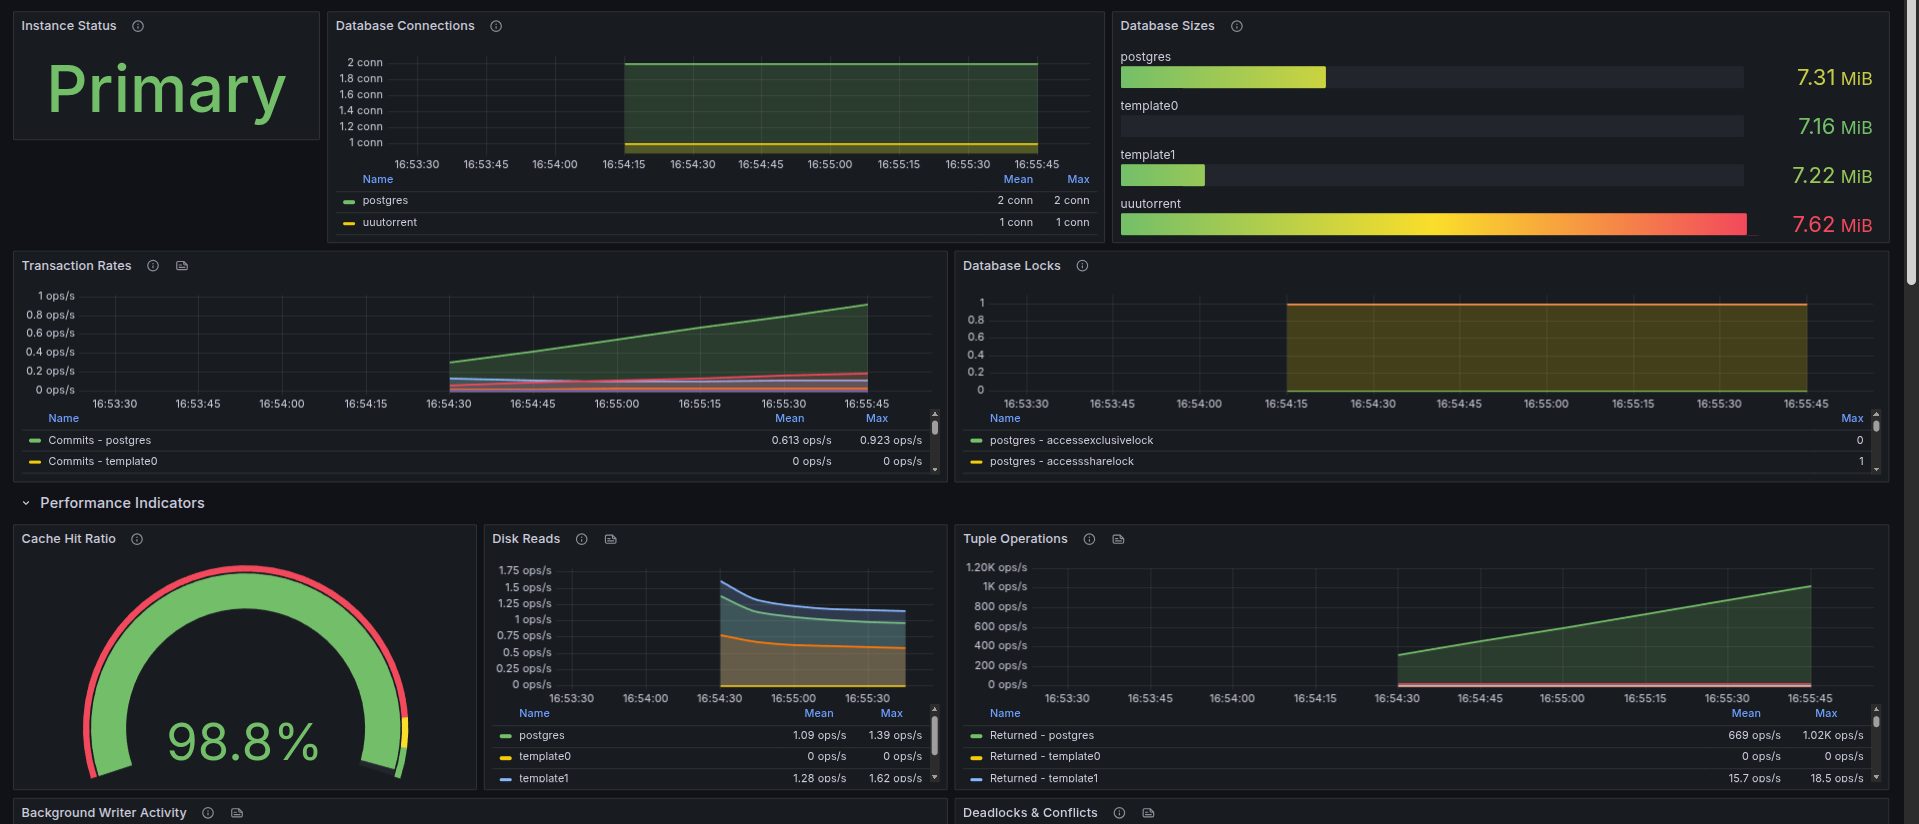 Instance Status
Primary
Database Connections
2 conn
1.8 conn
1.6 conn
1.4 conn
1.2 conn
1 conn
16:53:30 16:53:45 16:54:00 16:54:15 16:54:30 16:54:45 16:55:00 16:55:15 16:55:30 16:55:45
Name Mean Max
postgres 2 conn 2 conn
uuutorrent 1 conn 1 conn
Database Sizes
postgres
7.31 MiB
template0
7.16 MiB
template1
7.22 MiB
uuutorrent
7.62 MiB
Transaction Rates
1 ops/s
0.8 ops/s
0.6 ops/s
0.4 ops/s
0.2 ops/s
0 ops/s
16:53:30 16:53:45 16:54:00 16:54:15 16:54:30 16:54:45 16:55:00 16:55:15 16:55:30 16:55:45
Name Mean Max
Commits - postgres 0.613 ops/s 0.923 ops/s
Commits - template0 0 ops/s 0 ops/s
Database Locks
1
0.8
0.6
0.4
0.2
0
16:53:30 16:53:45 16:54:00 16:54:15 16:54:30 16:54:45 16:55:00 16:55:15 16:55:30 16:55:45
Name Max
postgres - accessexclusivelock 0
postgres - accesssharelock 1
Performance Indicators
Cache Hit Ratio
98.8%
Disk Reads
1.75 ops/s
1.5 ops/s
1.25 ops/s
1 ops/s
0.75 ops/s
0.5 ops/s
0.25 ops/s
0 ops/s
16:53:30 16:54:00 16:54:30 16:55:00 16:55:30
Name Mean Max
postgres 1.09 ops/s 1.39 ops/s
template0 0 ops/s 0 ops/s
template1 1.28 ops/s 1.62 ops/s
Tuple Operations
1.20K ops/s
1K ops/s
800 ops/s
600 ops/s
400 ops/s
200 ops/s
0 ops/s
16:53:30 16:53:45 16:54:00 16:54:15 16:54:30 16:54:45 16:55:00 16:55:15 16:55:30 16:55:45
Name Mean Max
Returned - postgres 669 ops/s 1.02K ops/s
Returned - template0 0 ops/s 0 ops/s
Returned - template1 15.7 ops/s 18.5 ops/s
Background Writer Activity
Deadlocks & Conflicts